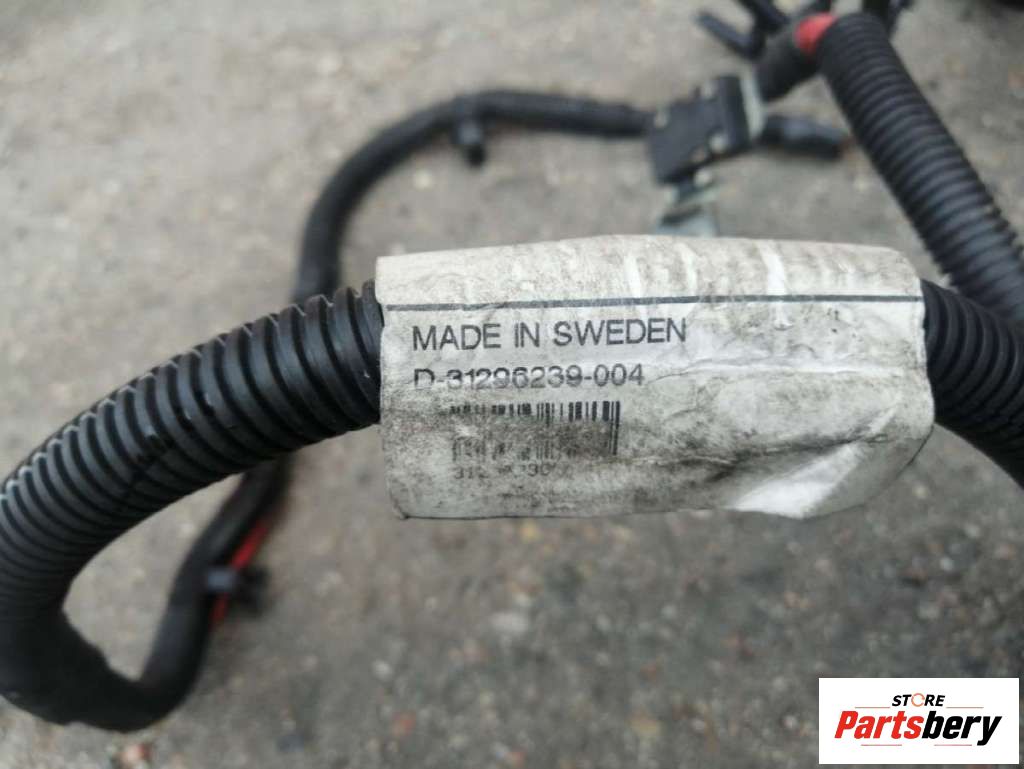 MADE IN SWEDEN
D-31296239-004
STORE
Partsbery